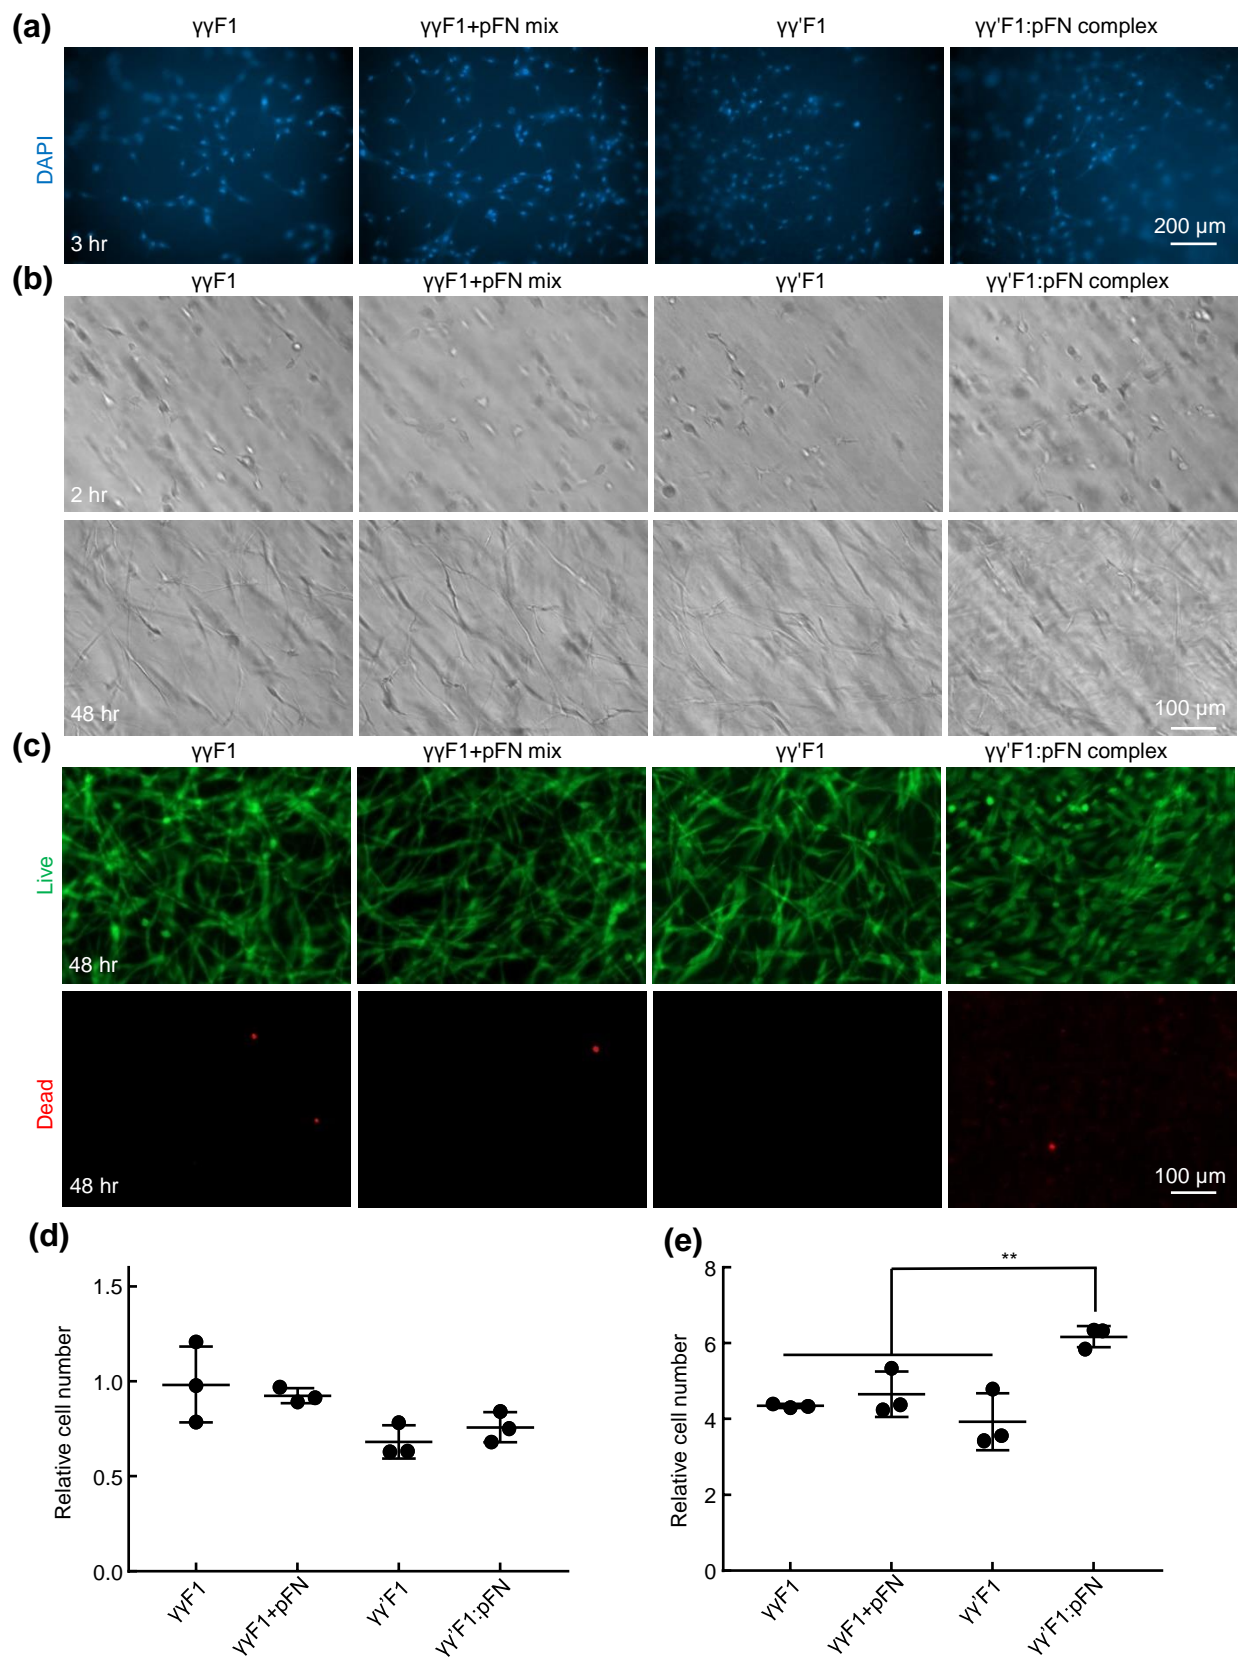 (a)
γγF1 γγF1+pFN mix γγ'F1 γγ'F1:pFN complex
DAPI
3 hr
200 µm
(b)
γγF1 γγF1+pFN mix γγ'F1 γγ'F1:pFN complex
2 hr
48 hr
100 µm
(c)
γγF1 γγF1+pFN mix γγ'F1 γγ'F1:pFN complex
Live
48 hr
Dead
48 hr
100 µm
(d)
Relative cell number
1.5
1.0
0.5
0.0
γγF1
γγF1+pFN
γγ'F1
γγ'F1:pFN
(e)
Relative cell number
8
6
4
2
0
**
γγF1
γγF1+pFN
γγ'F1
γγ'F1:pFN